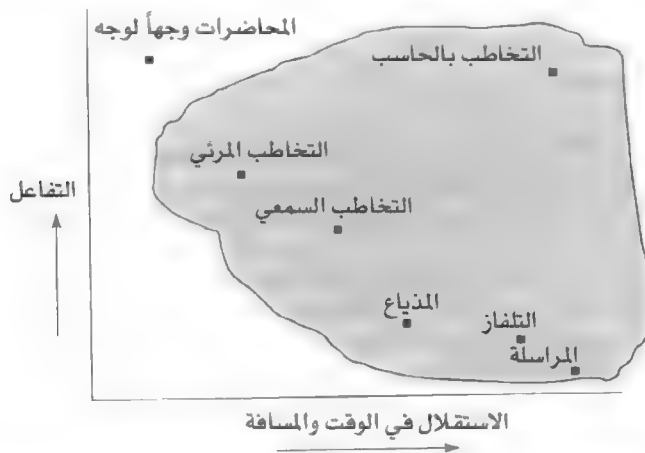 المحاضرات وجهاً لوجه
التخاطب بالحاسب
التخاطب المرئي
التفاعل
التخاطب السمعي
المذياع
التلفاز
المراسلة
الاستقلال في الوقت والمسافة